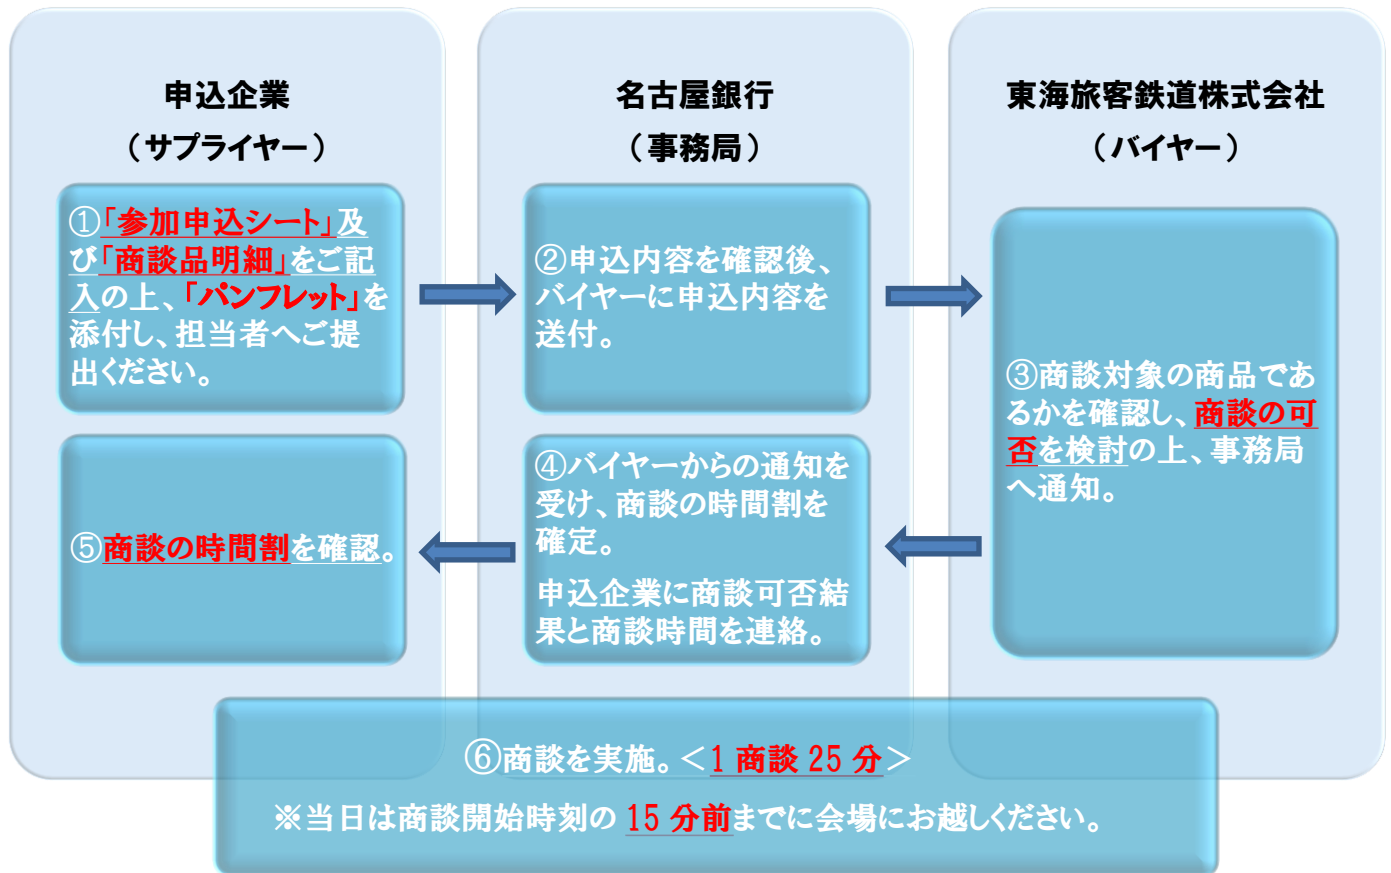 申込企業
（サプライヤー）
①「参加申込シート」及
び「商談品明細」をご記
入の上、「パンフレット」を
添付し、担当者へご提
出ください。
⑤商談の時間割を確認。
名古屋銀行
（事務局）
②申込内容を確認後、
バイヤーに申込内容を
送付。
④バイヤーからの通知を
受け、商談の時間割を
確定。
申込企業に商談可否結
果と商談時間を連絡。
東海旅客鉄道株式会社
（バイヤー）
③商談対象の商品であ
るかを確認し、商談の可
否を検討の上、事務局
へ通知。
⑥商談を実施。＜1 商談 25 分＞
※当日は商談開始時刻の 15 分前までに会場にお越しください。